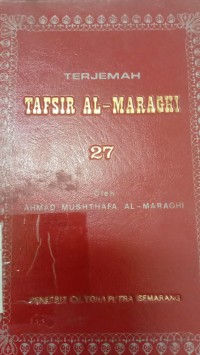 TERJEMAH
TAFSIR AL-MARAGHI
27
Oleh
AHMAD MUSHTHAFA AL-MARAGHI
PENERBIT CV. TOHA PUTRA SEMARANG